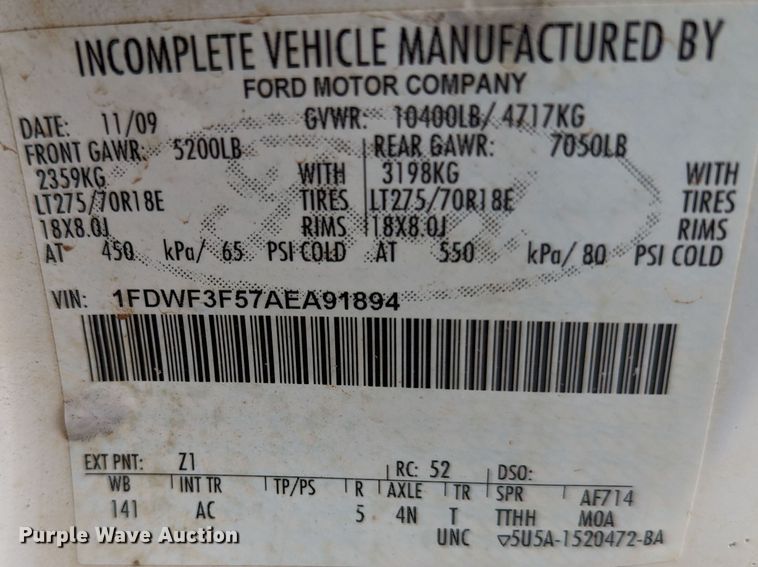 INCOMPLETE VEHICLE MANUFACTURED BY
FORD MOTOR COMPANY
DATE: 11/09 GVWR: 10400LB/ 4717KG
FRONT GAWR: 5200LB REAR GAWR: 7050LB
2359KG WITH 3198KG WITH
LT275/70R18E TIRES LT275/70R18E TIRES
18X8.0J RIMS 18X8.0J RIMS
AT 450 kPa/ 65 PSI COLD AT 550 kPa/ 80 PSI COLD
VIN: 1FDWF3F57AEA91894
EXT PNT: Z1 RC: 52 DSO:
WB INT TR TP/PS R AXLE TR SPR AF714
141 AC 5 4N T TTHH MOA
UNC ▽5U5A-1520472-BA
Purple Wave Auction